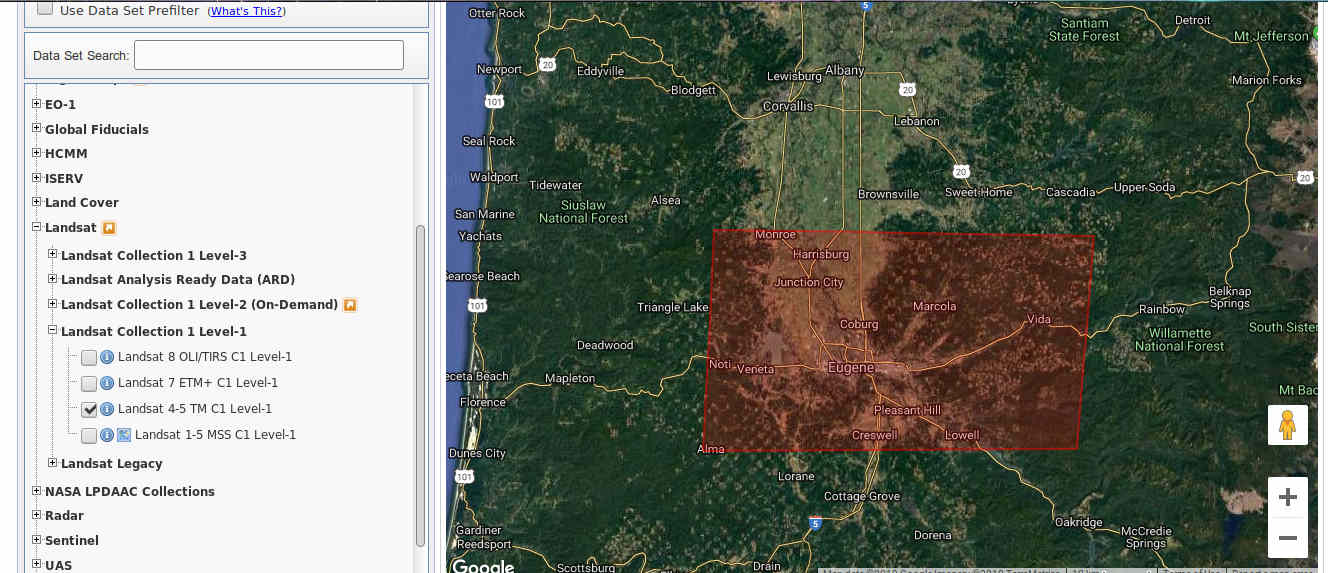 Use Data Set Prefilter (What's This?)
Data Set Search:
EO-1
Global Fiducials
HCMM
ISERV
Land Cover
Landsat
Landsat Collection 1 Level-3
Landsat Analysis Ready Data (ARD)
Landsat Collection 1 Level-2 (On-Demand)
Landsat Collection 1 Level-1
Landsat 8 OLI/TIRS C1 Level-1
Landsat 7 ETM+ C1 Level-1
Landsat 4-5 TM C1 Level-1
Landsat 1-5 MSS C1 Level-1
Landsat Legacy
NASA LPDAAC Collections
Radar
Sentinel
UAS
Otter Rock
5
Santiam
State Forest
Detroit
Mt Jefferson
Newport
20
Eddyville
Lewisburg
Albany
Marion Forks
101
Blodgett
Corvallis
20
Lebanon
Seal Rock
Waldport
Tidewater
20
20
Brownsville
Sweet Home
Cascadia
Upper Soda
San Marine
Siuslaw
National Forest
Alsea
Yachats
Monroe
Harrisburg
earose Beach
Junction City
101
Triangle Lake
Marcola
Belknap
Springs
Rainbow
Coburg
Vida
South Sister
Willamette
National Forest
Deadwood
Noti
Veneta
Eugene
eceta Beach
Mapleton
Mt Bac
Florence
Pleasant Hill
Creswell
Lowell
Alma
Dunes City
101
Lorane
Cottage Grove
5
Oakridge
McCredie
Springs
Gardiner
Reedsport
Dorena
Google
Scottsburg
Drain